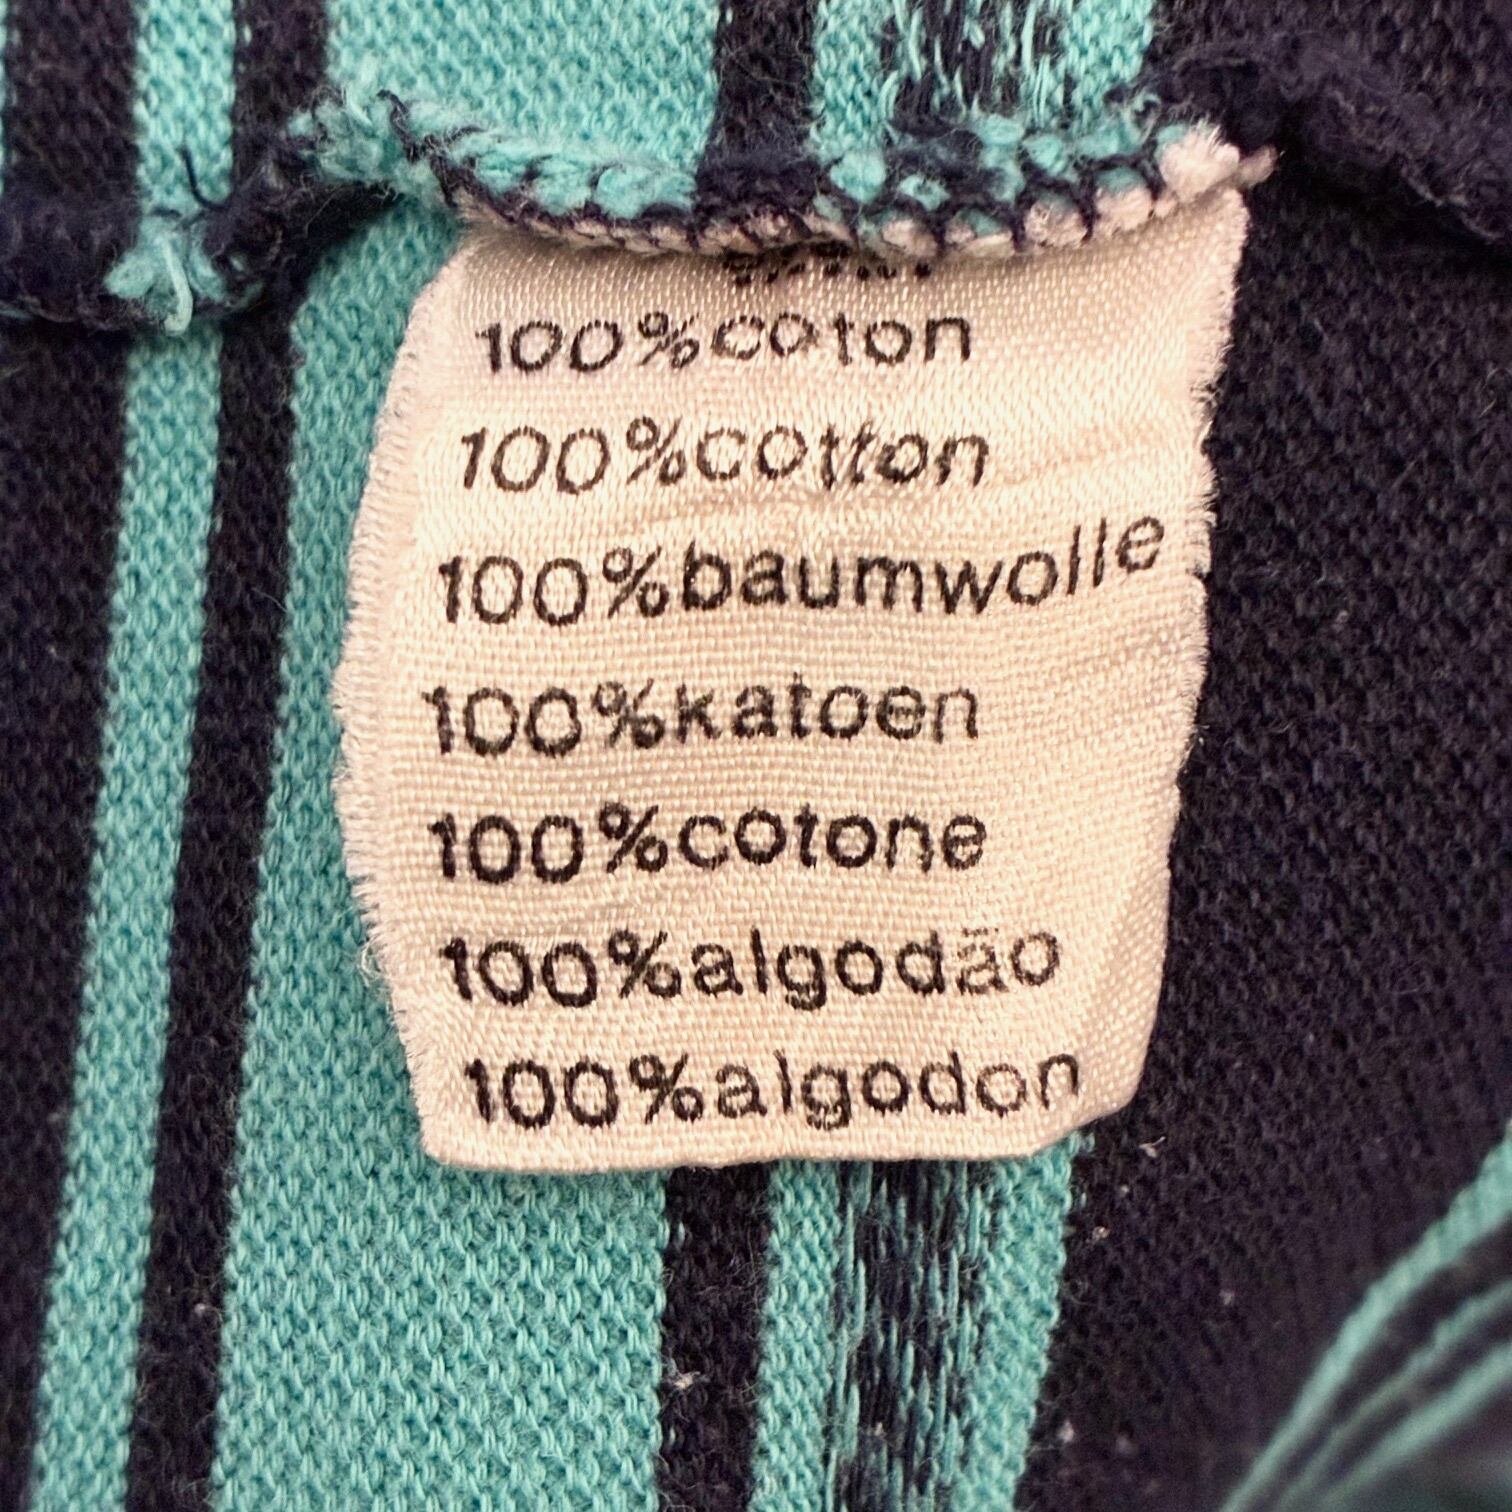 100%coton
100%cotton
100%baumwolle
100%katoen
100%cotone
100%algodão
100%algodon